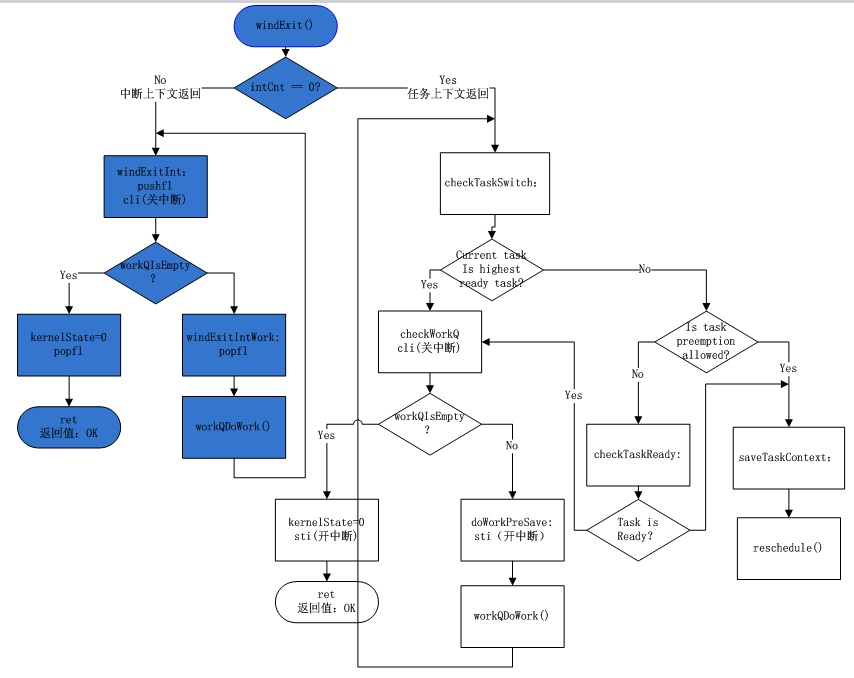 windExit()
intCnt == 0?
No
中断上下文返回
Yes
任务上下文返回
windExitInt:
pushfl
cli(关中断)
checkTaskSwitch:
workQIsEmpty
?
Yes
Current task
Is highest
ready task?
No
Yes
kernelState=0
popfl
windExitIntWork:
popfl
checkWorkQ
cli(关中断)
Is task
preemption
allowed?
Yes
No
Yes
ret
返回值: OK
workQDoWork()
workQIsEmpty
?
Yes
No
checkTaskReady:
saveTaskContext:
kernelState=0
sti(开中断)
doWorkPreSave:
sti（开中断）
Task is
Ready?
reschedule()
ret
返回值: OK
workQDoWork()